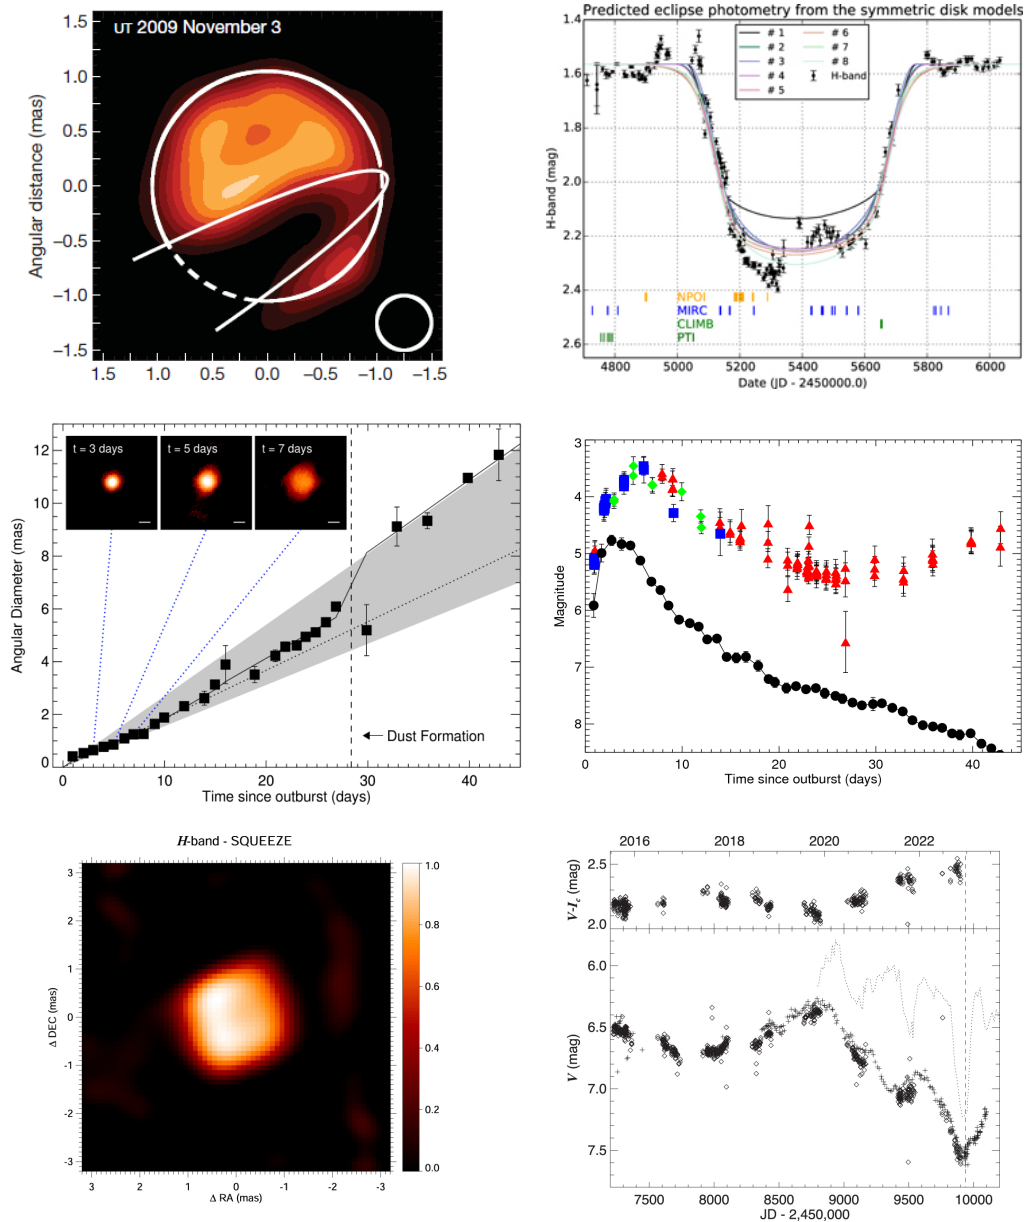 UT 2009 November 3
Angular distance (mas)
1.5
1.0
0.5
0.0
−0.5
−1.0
−1.5
1.5 1.0 0.5 0.0 −0.5 −1.0 −1.5
Predicted eclipse photometry from the symmetric disk models
# 1
# 2
# 3
# 4
# 5
# 6
# 7
# 8
H-band
H-band (mag)
1.4
1.6
1.8
2.0
2.2
2.4
2.6
NPOI
MIRC
CLIMB
PTI
4800 5000 5200 5400 5600 5800 6000
Date (JD - 2450000.0)
Angular Diameter (mas)
12
10
8
6
4
2
0
t = 3 days
t = 5 days
t = 7 days
Dust Formation
0 10 20 30 40
Time since outburst (days)
Magnitude
3
4
5
6
7
8
0 10 20 30 40
Time since outburst (days)
H-band - SQUEEZE
Δ DEC (mas)
3
2
1
0
-1
-2
-3
3 2 1 0 -1 -2 -3
Δ RA (mas)
1.0
0.8
0.6
0.4
0.2
0.0
2016 2018 2020 2022
V-Ic (mag)
2.5
2.0
V (mag)
6.0
6.5
7.0
7.5
7500 8000 8500 9000 9500 10000
JD - 2,450,000